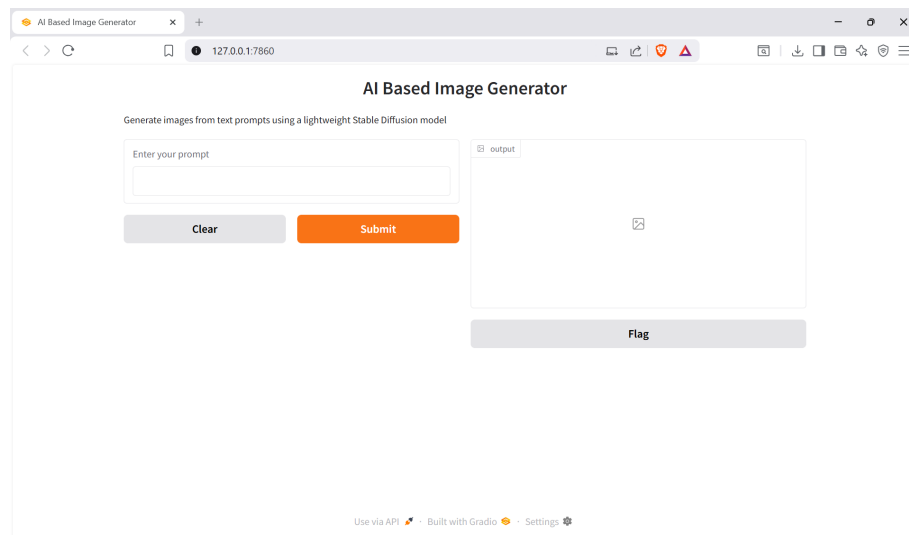 AI Based Image Generator
127.0.0.1:7860
AI Based Image Generator
Generate images from text prompts using a lightweight Stable Diffusion model
Enter your prompt
output
Clear
Submit
Flag
Use via API · Built with Gradio · Settings